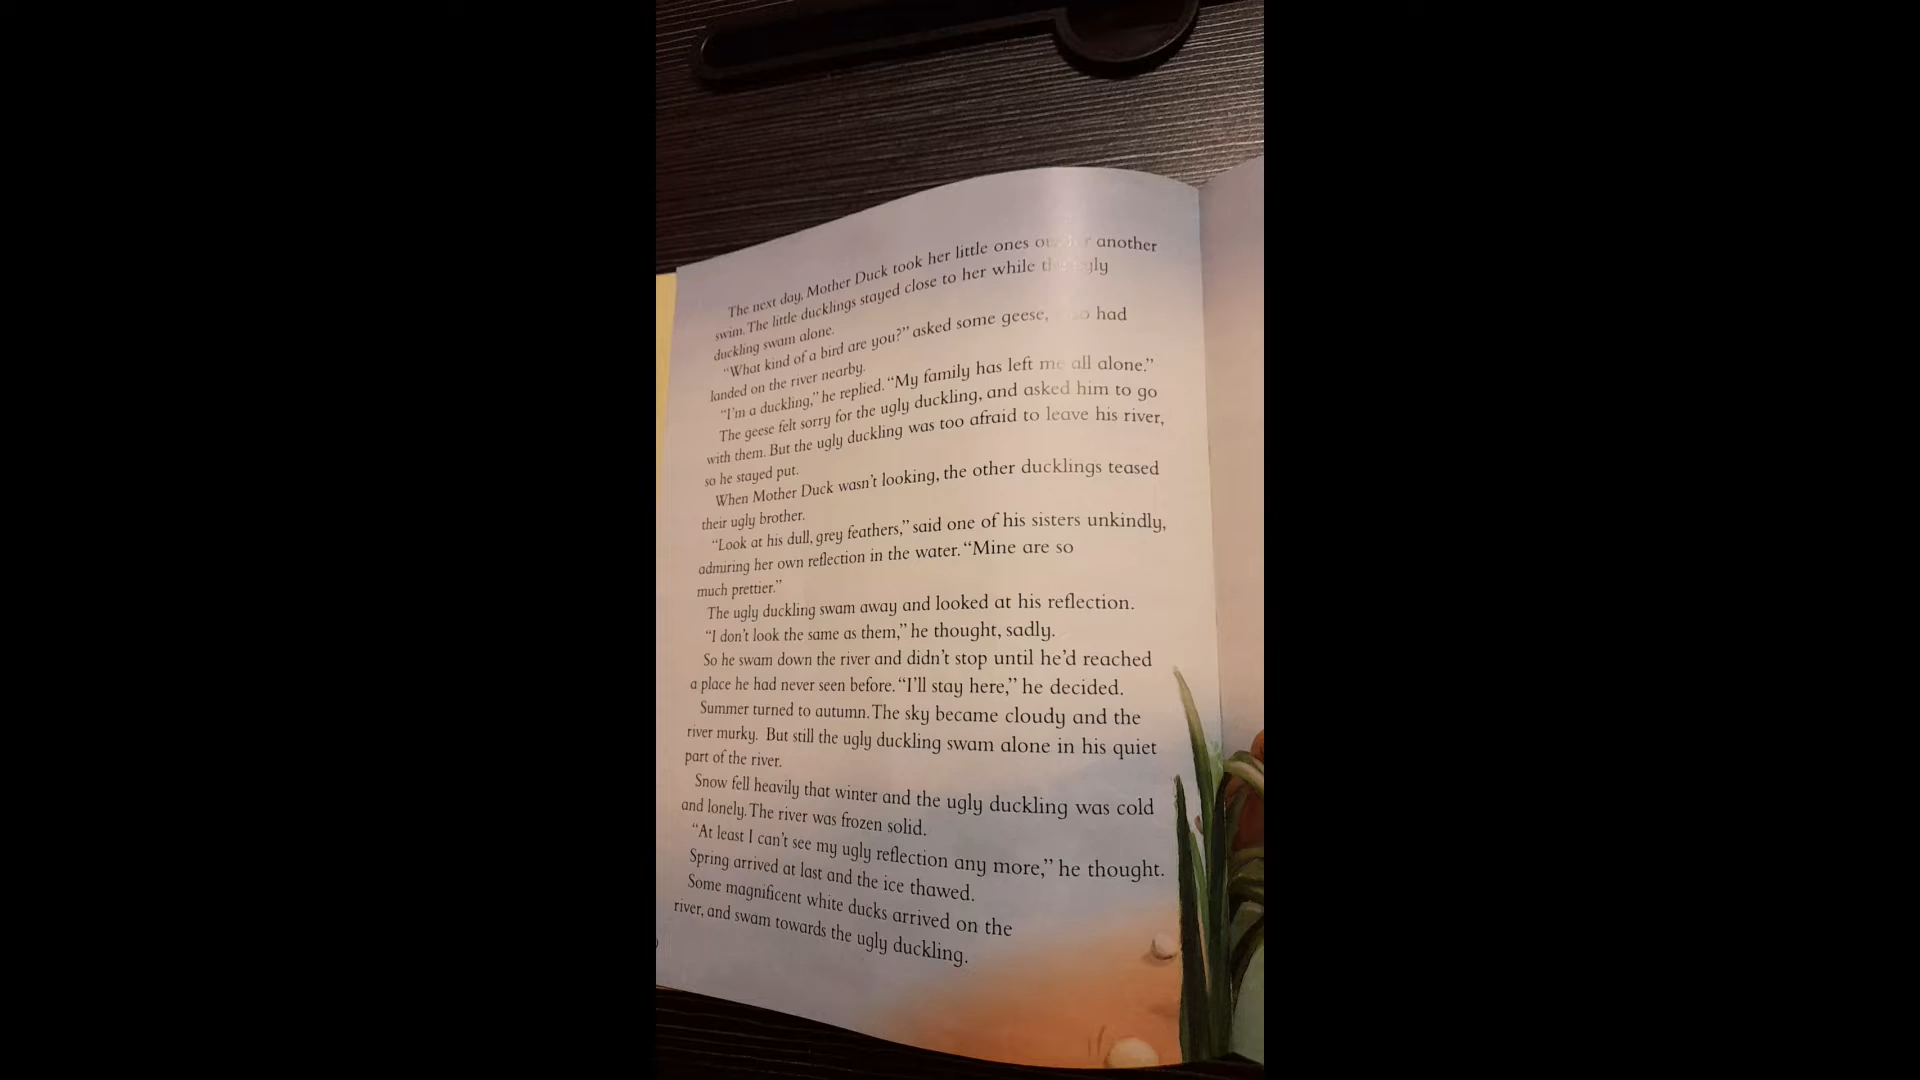 The next day, Mother Duck took her little ones another
swim. The little ducklings stayed close to her while
duckling swam alone.
“What kind of a bird are you?” asked some geese, had
landed on the river nearby.
“I’m a duckling,” he replied. “My family has left me all alone.”
The geese felt sorry for the ugly duckling, and asked him to go
with them. But the ugly duckling was too afraid to leave his river,
so he stayed put.
When Mother Duck wasn’t looking, the other ducklings teased
their ugly brother.
“Look at his dull, grey feathers,” said one of his sisters unkindly,
admiring her own reflection in the water. “Mine are so
much prettier.”
The ugly duckling swam away and looked at his reflection.
“I don’t look the same as them,” he thought, sadly.
So he swam down the river and didn’t stop until he’d reached
a place he had never seen before. “I’ll stay here,” he decided.
Summer turned to autumn. The sky became cloudy and the
river murky. But still the ugly duckling swam alone in his quiet
part of the river.
Snow fell heavily that winter and the ugly duckling was cold
and lonely. The river was frozen solid.
“At least I can’t see my ugly reflection any more,” he thought.
Spring arrived at last and the ice thawed.
Some magnificent white ducks arrived on the
river, and swam towards the ugly duckling.